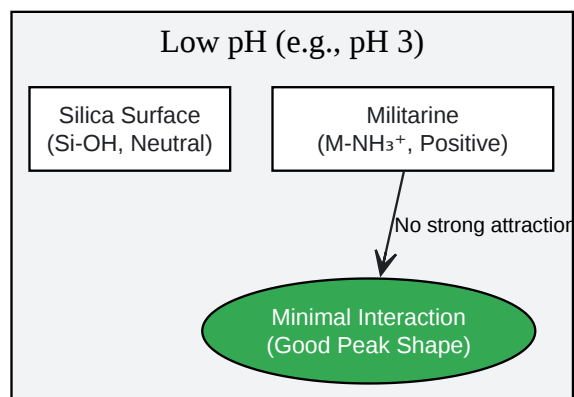 Low pH (e.g., pH 3)
Silica Surface
(Si-OH, Neutral)
Militarine
(M-NH₃⁺, Positive)
No strong attraction
Minimal Interaction
(Good Peak Shape)